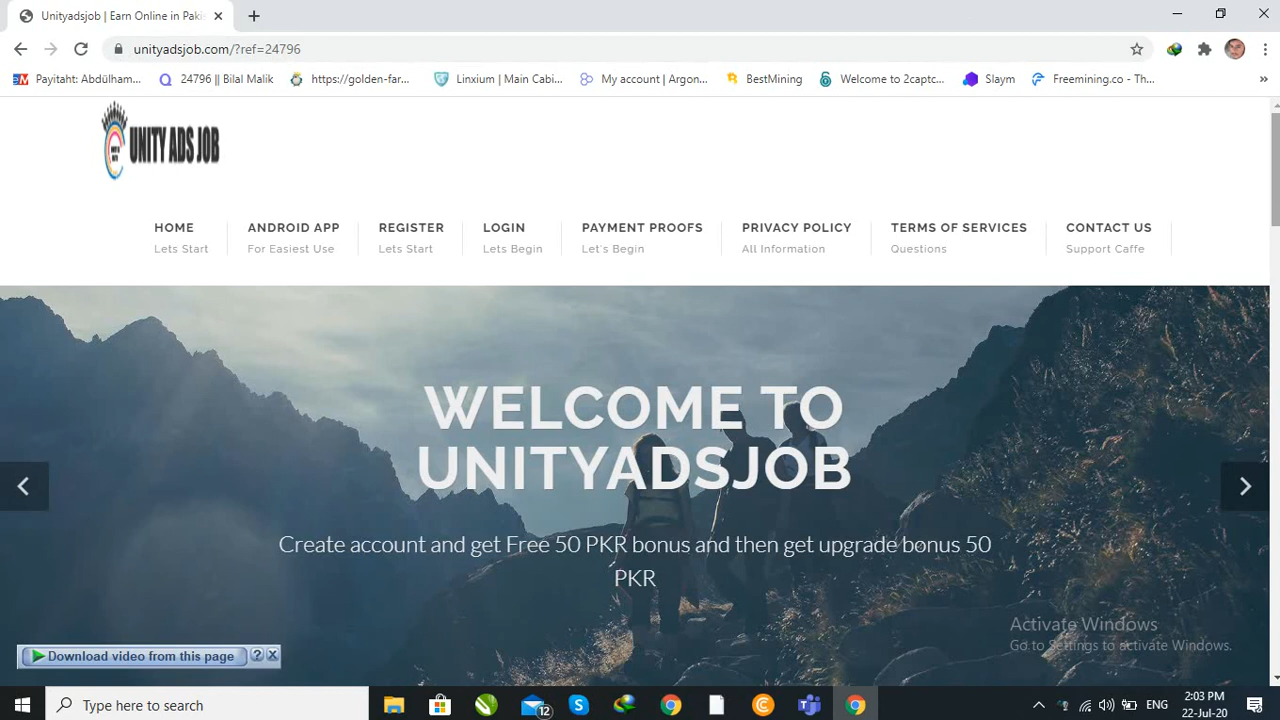 Unityadsjob | Earn Online in Paki
unityadsjob.com/?ref=24796
Payitaht: Abdülham... 24796 || Bilal Malik https://golden-far... Linxium | Main Cabi... My account | Argon... BestMining Welcome to 2captc... Slaym Freemining.co - Th... »
UNITY ADS JOB
HOME ANDROID APP REGISTER LOGIN PAYMENT PROOFS PRIVACY POLICY TERMS OF SERVICES CONTACT US
Lets Start For Easiest Use Lets Start Lets Begin Let's Begin All Information Questions Support Caffe
WELCOME TO
UNITYADSJOB
Create account and get Free 50 PKR bonus and then get upgrade bonus 50
PKR
Activate Windows
Go to Settings to activate Windows.
Download video from this page ?
Type here to search
12
ENG
2:03 PM
22-Jul-20